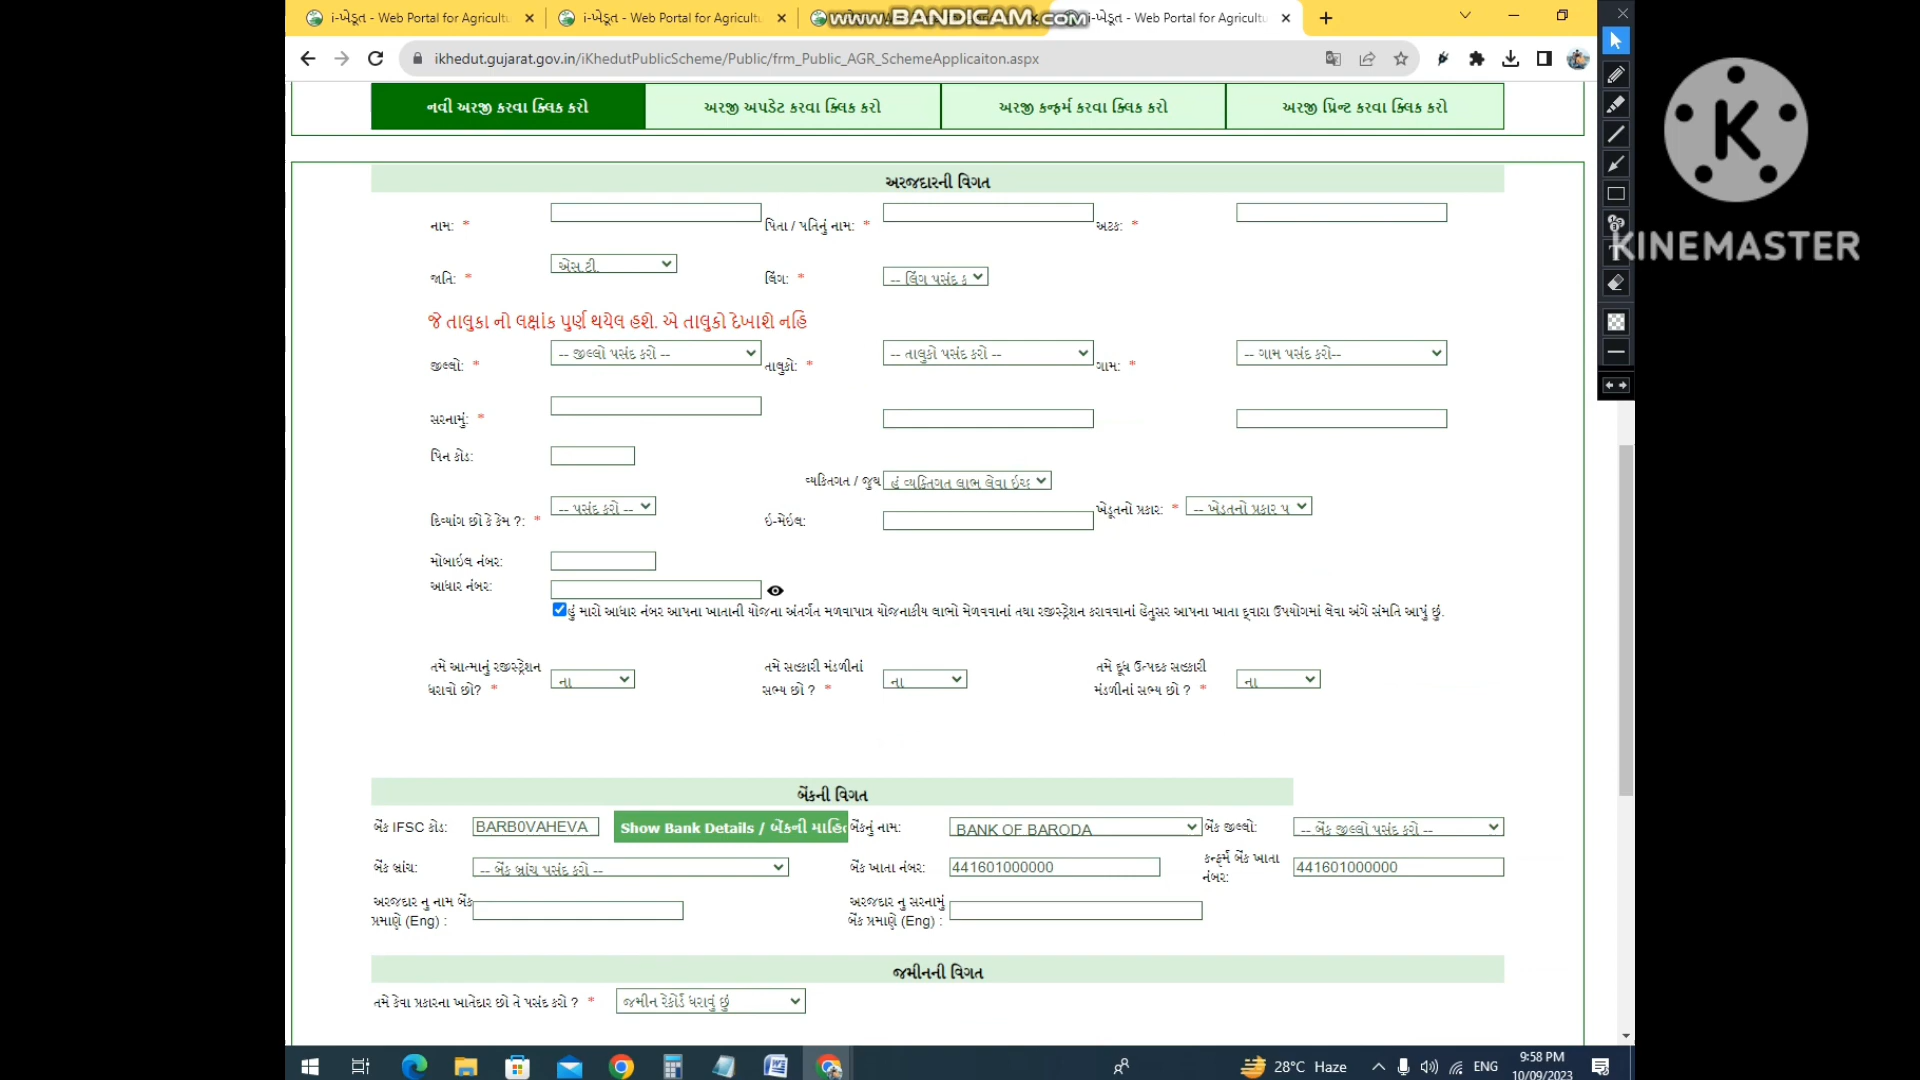 i-ખેડૂત - Web Portal for Agricultu
i-ખેડૂત - Web Portal for Agricultu
www.BANDICAM.com
i-ખેડૂત - Web Portal for Agricultu
ikhedut.gujarat.gov.in/iKhedutPublicScheme/Public/frm_Public_AGR_SchemeApplicaiton.aspx
K
KINEMASTER
નવી અરજી કરવા ક્લિક કરો
અરજી અપડેટ કરવા ક્લિક કરો
અરજી કન્ફર્મ કરવા ક્લિક કરો
અરજી પ્રિન્ટ કરવા ક્લિક કરો
અરજદારની વિગત
નામ: *
પિતા / પતિનું નામ: *
અટક: *
જાતિ: * એસ.ટી.
લિંગ: * -- લિંગ પસંદ ક
જે તાલુકા નો લક્ષાંક પુર્ણ થયેલ હશે. એ તાલુકો દેખાશે નહિ
જીલ્લો: * -- જીલ્લો પસંદ કરો --
તાલુકો: * -- તાલુકો પસંદ કરો --
ગામ: * -- ગામ પસંદ કરો--
સરનામું: *
પિન કોડ:
વ્યકિતગત / જુથ હું વ્યક્તિગત લાભ લેવા ઇચ્છ
દિવ્યાંગ છો કે કેમ ?: * -- પસંદ કરો --
ઇ-મેઇલ:
ખેડૂતનો પ્રકાર: * -- ખેડૂતનો પ્રકાર પ
મોબાઇલ નંબર:
આધાર નંબર:
હું મારો આધાર નંબર આપના ખાતાની યોજના અંતર્ગત મળવાપાત્ર યોજનાકીય લાભો મેળવવાનાં તથા રજીસ્ટ્રેશન કરાવવાનાં હેતુસર આપના ખાતા દ્વારા ઉપયોગમાં લેવા અંગે સંમતિ આપું છું.
તમે આત્માનું રજીસ્ટ્રેશન
ધરાવો છો? * ના
તમે સહકારી મંડળીનાં
સભ્ય છો ? * ના
તમે દૂધ ઉત્પાદક સહકારી
મંડળીનાં સભ્ય છો ? * ના
બેંકની વિગત
બેંક IFSC કોડ: BARB0VAHEVA
Show Bank Details / બેંકની માહિત
બેંકનું નામ: BANK OF BARODA
બેંક જીલ્લો: -- બેંક જીલ્લો પસંદ કરો --
બેંક બ્રાંચ: -- બેંક બ્રાંચ પસંદ કરો --
બેંક ખાતા નંબર: 441601000000
કન્ફર્મ બેંક ખાતા
નંબર: 441601000000
અરજદાર નુ નામ બેંક
પ્રમાણે (Eng) :
અરજદાર નુ સરનામું
બેંક પ્રમાણે (Eng) :
જમીનની વિગત
તમે કેવા પ્રકારના ખાતેદાર છો તે પસંદ કરો ? * જમીન રેકોર્ડ ધરાવું છું
28°C Haze
ENG
9:58 PM
10/09/2023